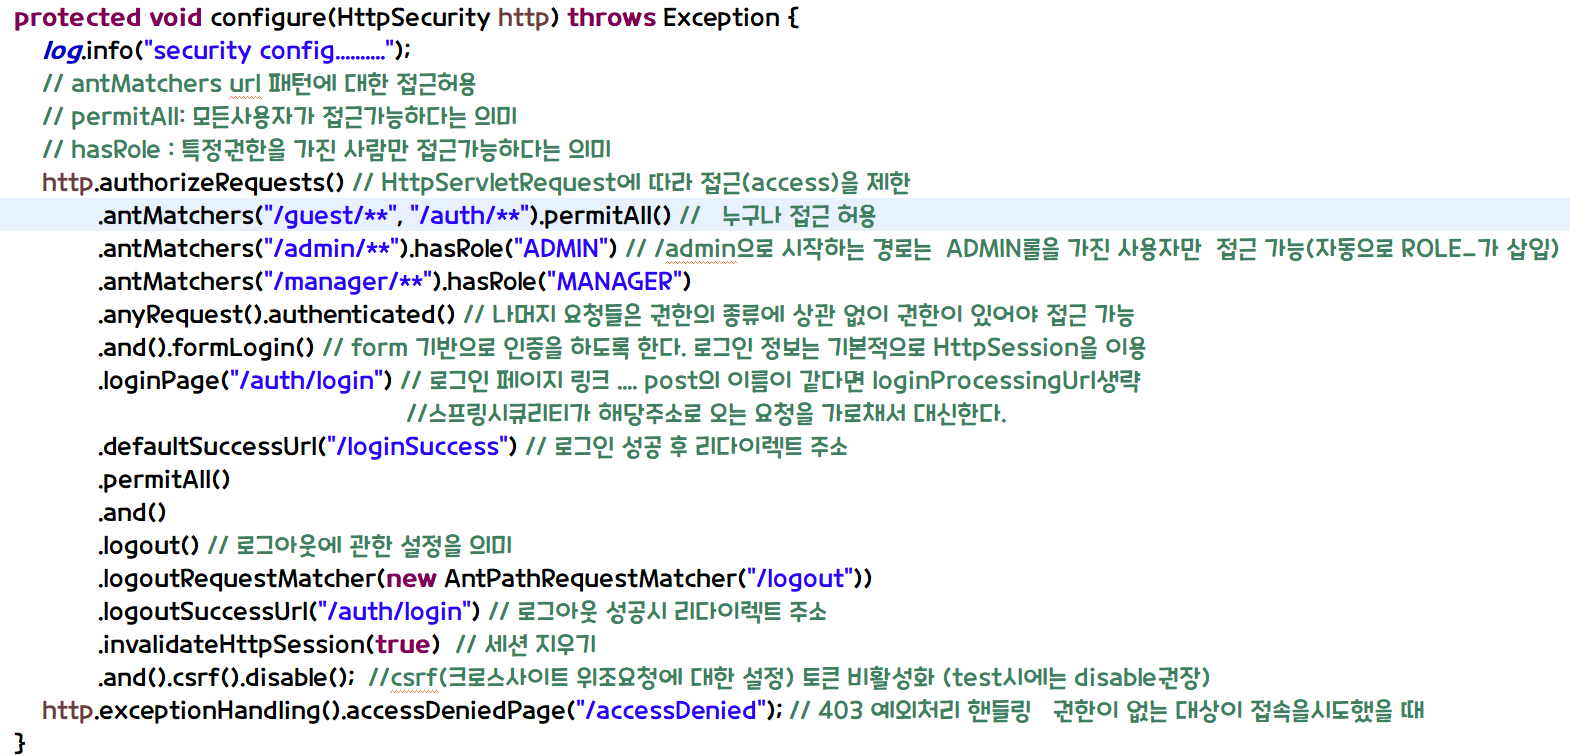 protected void configure(HttpSecurity http) throws Exception {
log.info("security config..........");
// antMatchers url 패턴에 대한 접근허용
// permitAll: 모든사용자가 접근가능하다는 의미
// hasRole : 특정권한을 가진 사람만 접근가능하다는 의미
http.authorizeRequests() // HttpServletRequest에 따라 접근(access)을 제한
.antMatchers("/guest/**", "/auth/**").permitAll() // 누구나 접근 허용
.antMatchers("/admin/**").hasRole("ADMIN") // /admin으로 시작하는 경로는 ADMIN롤을 가진 사용자만 접근 가능(자동으로 ROLE_가 삽입)
.antMatchers("/manager/**").hasRole("MANAGER")
.anyRequest().authenticated() // 나머지 요청들은 권한의 종류에 상관 없이 권한이 있어야 접근 가능
.and().formLogin() // form 기반으로 인증을 하도록 한다. 로그인 정보는 기본적으로 HttpSession을 이용
.loginPage("/auth/login") // 로그인 페이지 링크 .... post의 이름이 같다면 loginProcessingUrl생략
//스프링시큐리티가 해당주소로 오는 요청을 가로채서 대신한다.
.defaultSuccessUrl("/loginSuccess") // 로그인 성공 후 리다이렉트 주소
.permitAll()
.and()
.logout() // 로그아웃에 관한 설정을 의미
.logoutRequestMatcher(new AntPathRequestMatcher("/logout"))
.logoutSuccessUrl("/auth/login") // 로그아웃 성공시 리다이렉트 주소
.invalidateHttpSession(true) // 세션 지우기
.and().csrf().disable(); //csrf(크로스사이트 위조요청에 대한 설정) 토큰 비활성화 (test시에는 disable권장)
http.exceptionHandling().accessDeniedPage("/accessDenied"); // 403 예외처리 핸들링 권한이 없는 대상이 접속을시도했을 때
}